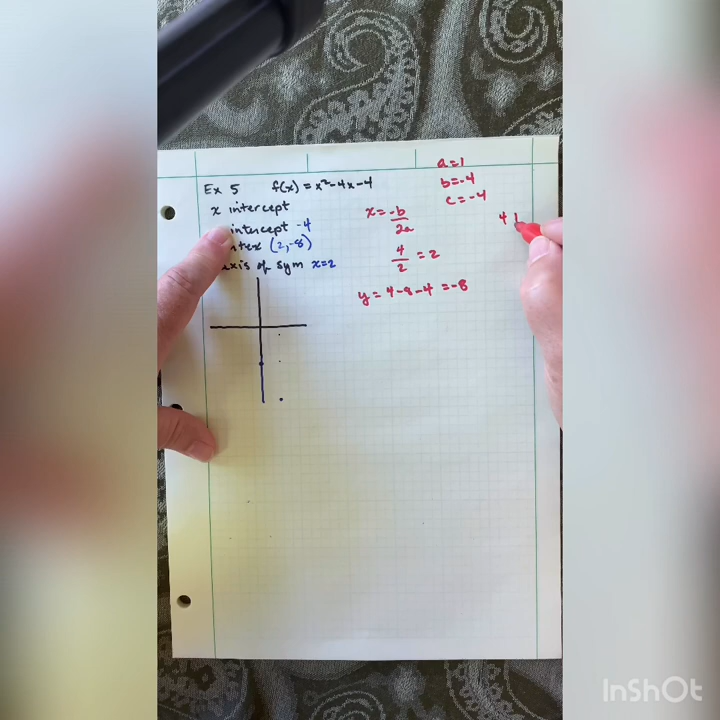 Ex 5 f(x) = x² - 4x - 4
x intercept
intercept -4
(2, -8)
axis of sym x=2
a=1
b=-4
c=-4
x = -b/2a
4/2 = 2
y = 4-8-4 = -8
4
InShOt